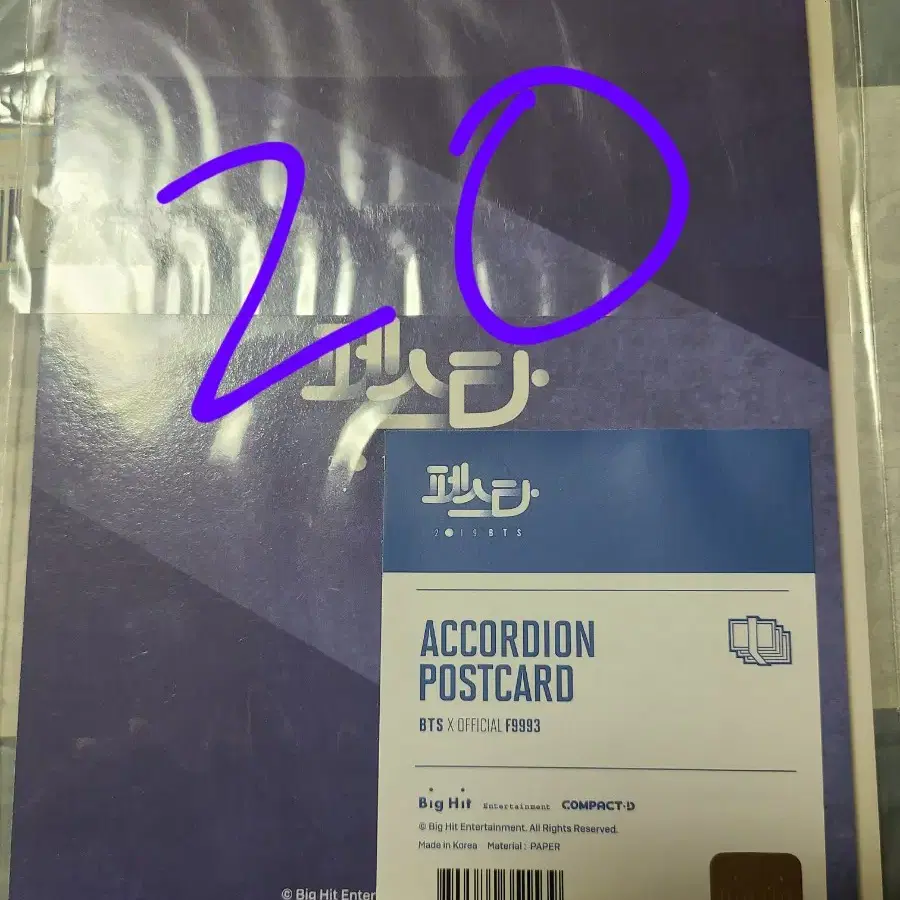 20
페스타
페스타
2019 BTS
ACCORDION
POSTCARD
BTS X OFFICIAL F9993
Big Hit Entertainment COMPACT·D
© Big Hit Entertainment. All Rights Reserved.
Made in Korea Material : PAPER
© Big Hit Enter